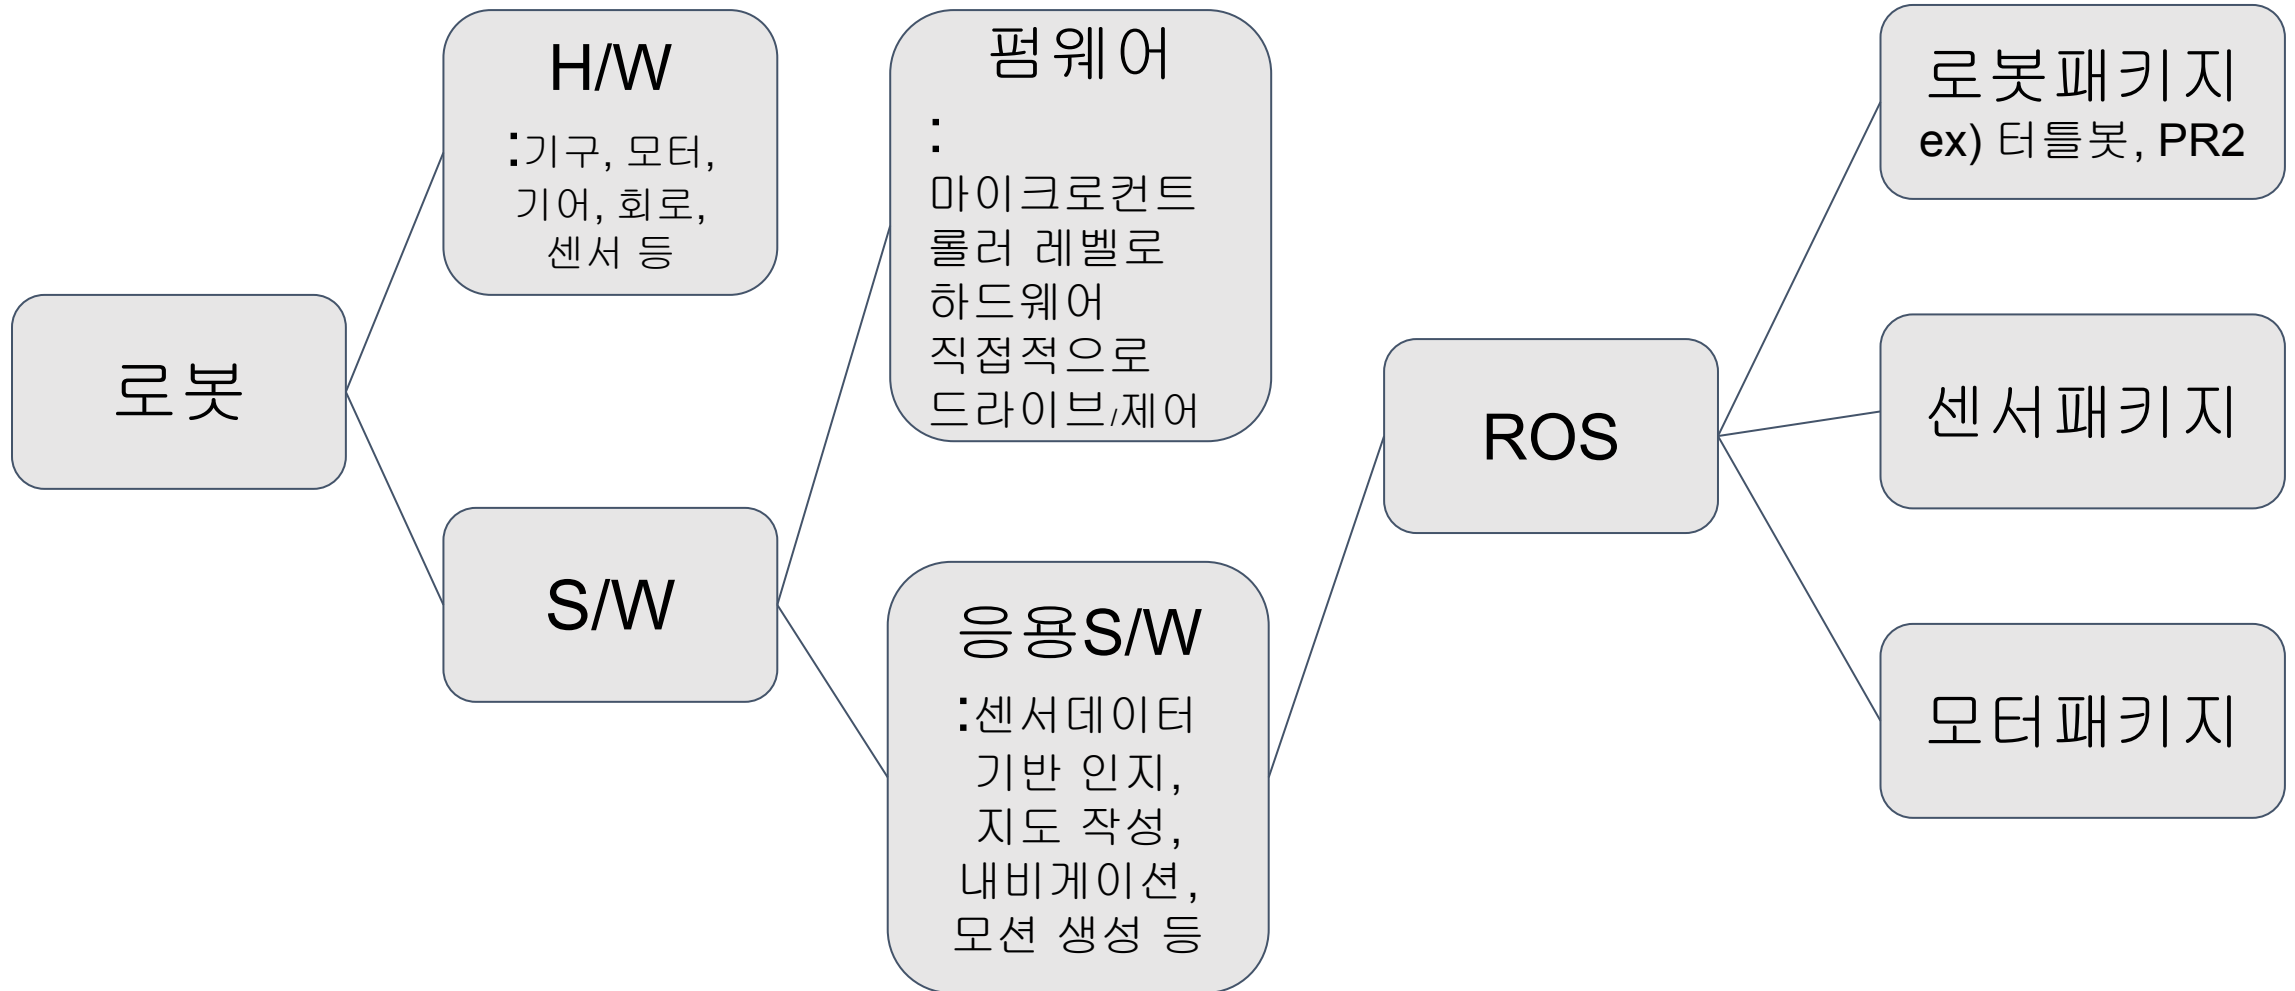 로봇
H/W
:기구, 모터,
기어, 회로,
센서 등
S/W
펌웨어
:
마이크로컨트
롤러 레벨로
하드웨어
직접적으로
드라이브/제어
응용S/W
:센서데이터
기반 인지,
지도 작성,
내비게이션,
모션 생성 등
ROS
로봇패키지
ex) 터틀봇, PR2
센서패키지
모터패키지